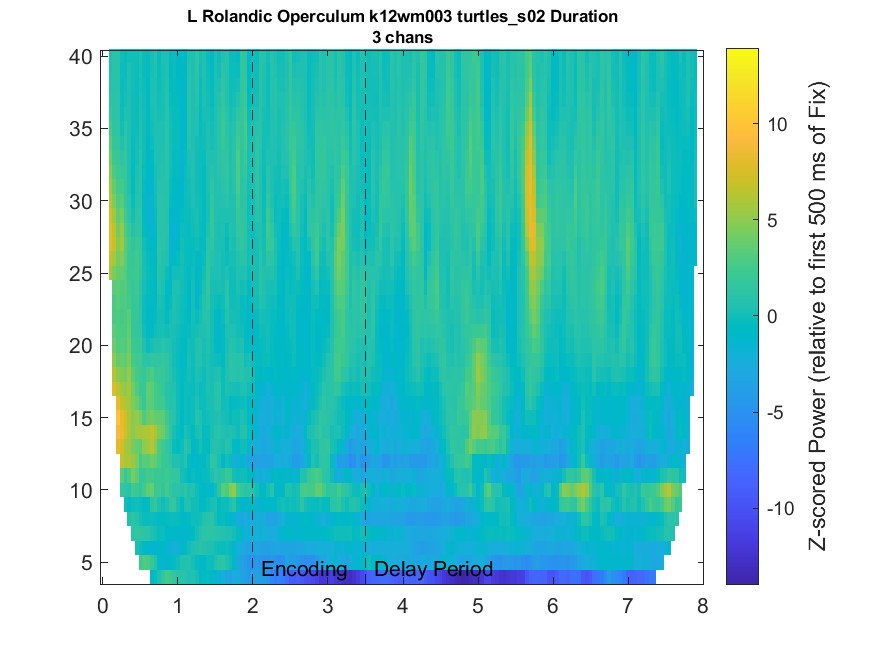 L Rolandic Operculum k12wm003 turtles_s02 Duration
3 chans
40
35
30
25
20
15
10
5
Encoding
Delay Period
0 1 2 3 4 5 6 7 8
10
5
0
-5
-10
Z-scored Power (relative to first 500 ms of Fix)